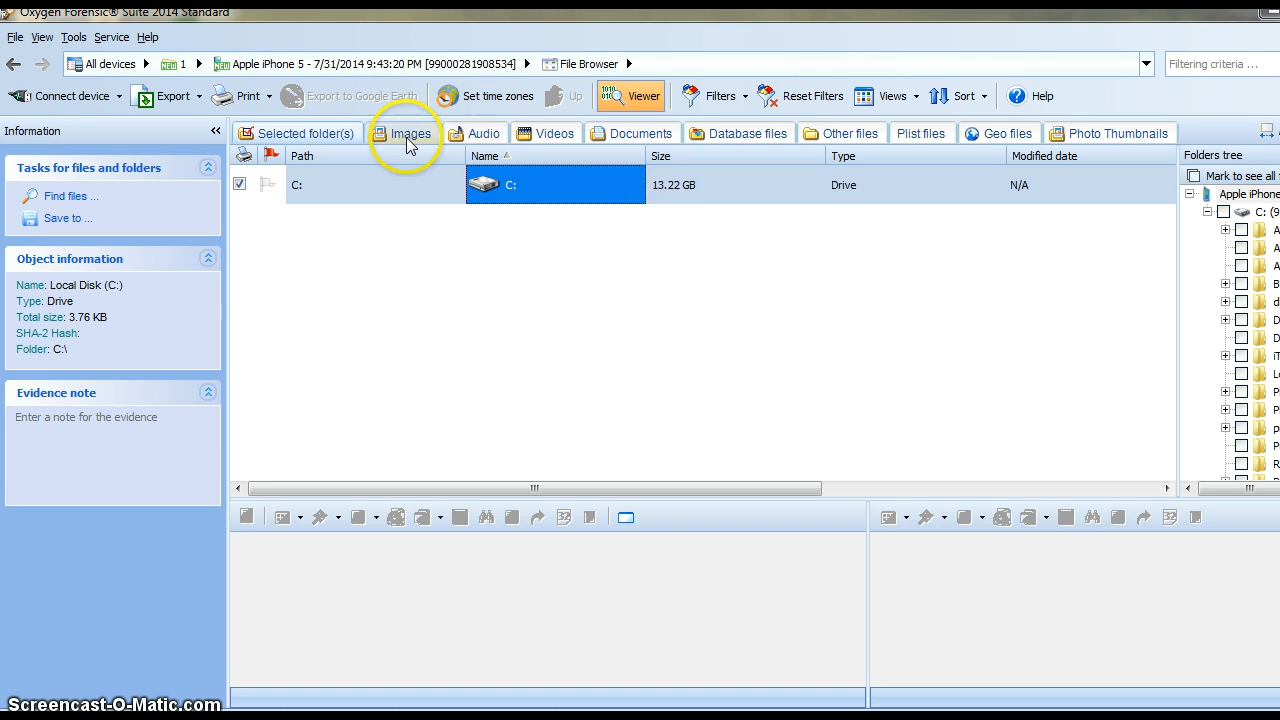 Oxygen Forensic® Suite 2014 Standard
File View Tools Service Help
All devices 1 Apple iPhone 5 - 7/31/2014 9:43:20 PM [99000281908534] File Browser Filtering criteria ...
Connect device Export Print Export to Google Earth Set time zones Up Viewer Filters Reset Filters Views Sort Help
Information
Selected folder(s) Images Audio Videos Documents Database files Other files Plist files Geo files Photo Thumbnails
Path Name Size Type Modified date
Folders tree
Tasks for files and folders
Mark to see all
C: C: 13.22 GB Drive N/A
Find files ...
Apple iPhone
Save to ...
C: (9
A
A
Object information
A
Name: Local Disk (C:)
B
Type: Drive
d
Total size: 3.76 KB
D
SHA-2 Hash:
D
Folder: C:\
iT
Lo
Evidence note
Pl
Enter a note for the evidence
P
p
P
R
Screencast-O-Matic.com